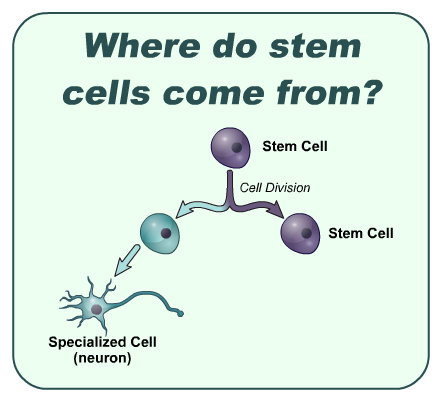 Where do stem
cells come from?
Stem Cell
Cell Division
Stem Cell
Specialized Cell
(neuron)